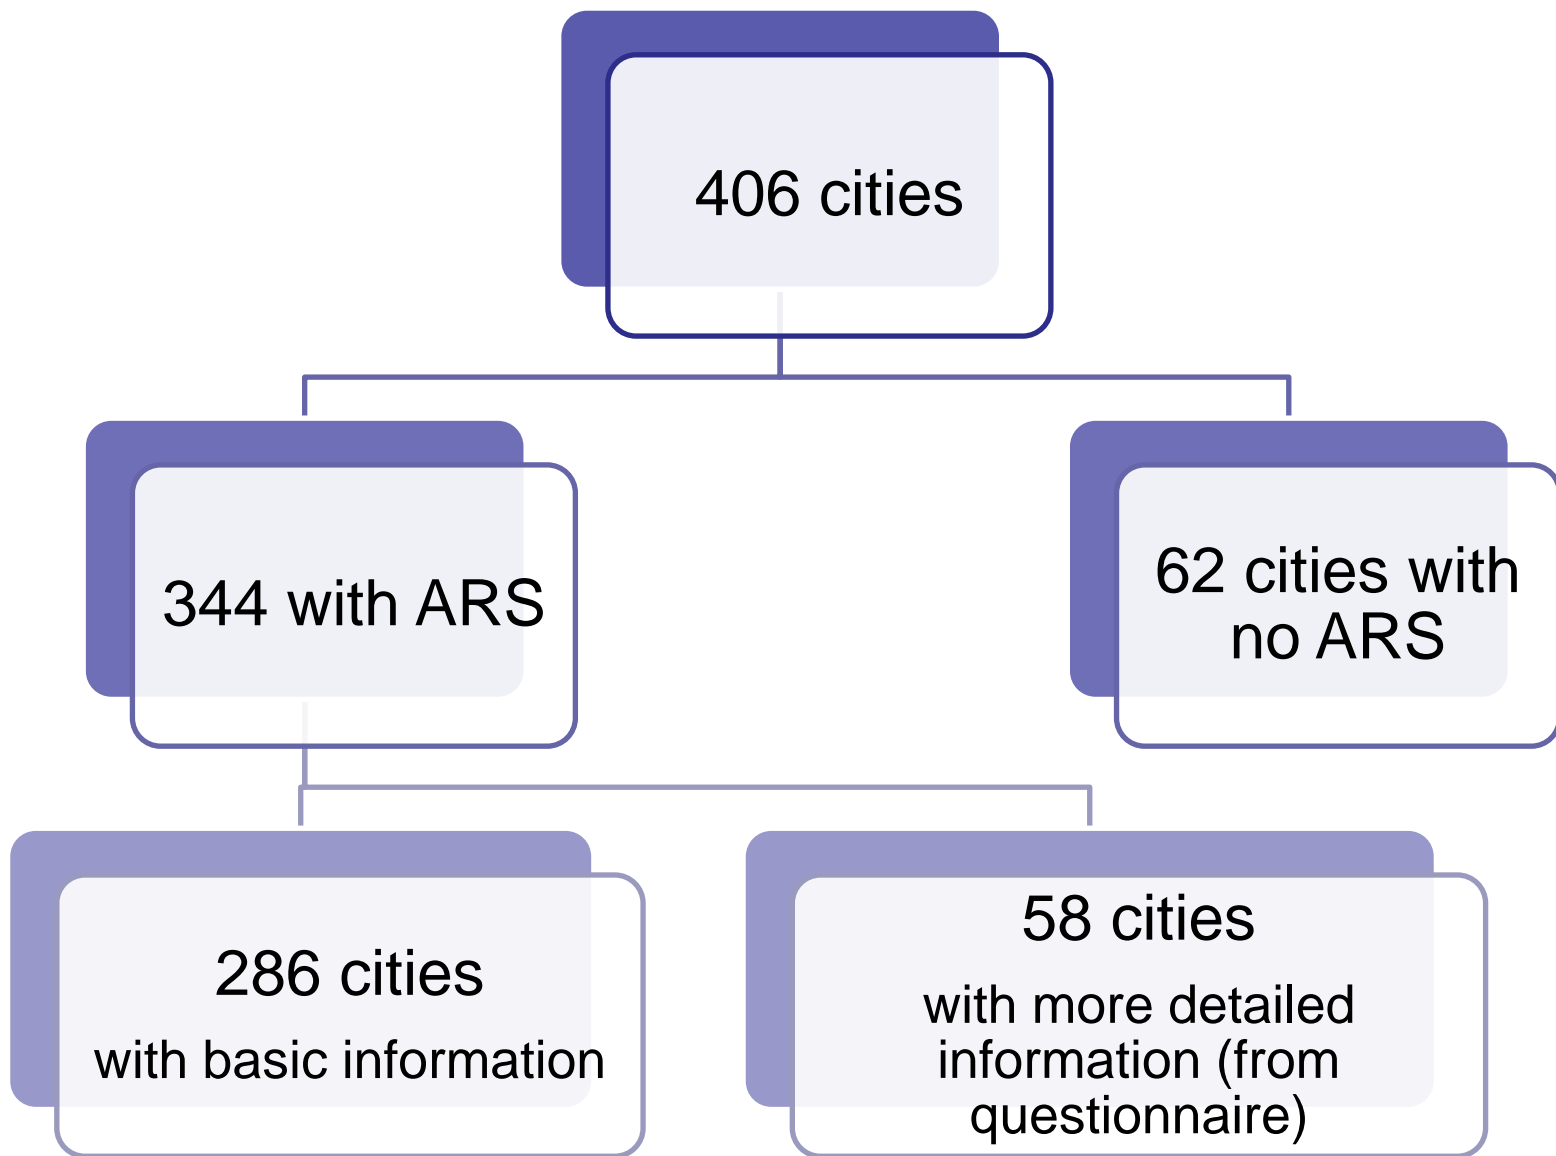 406 cities
344 with ARS
62 cities with
no ARS
286 cities
with basic information
58 cities
with more detailed
information (from
questionnaire)